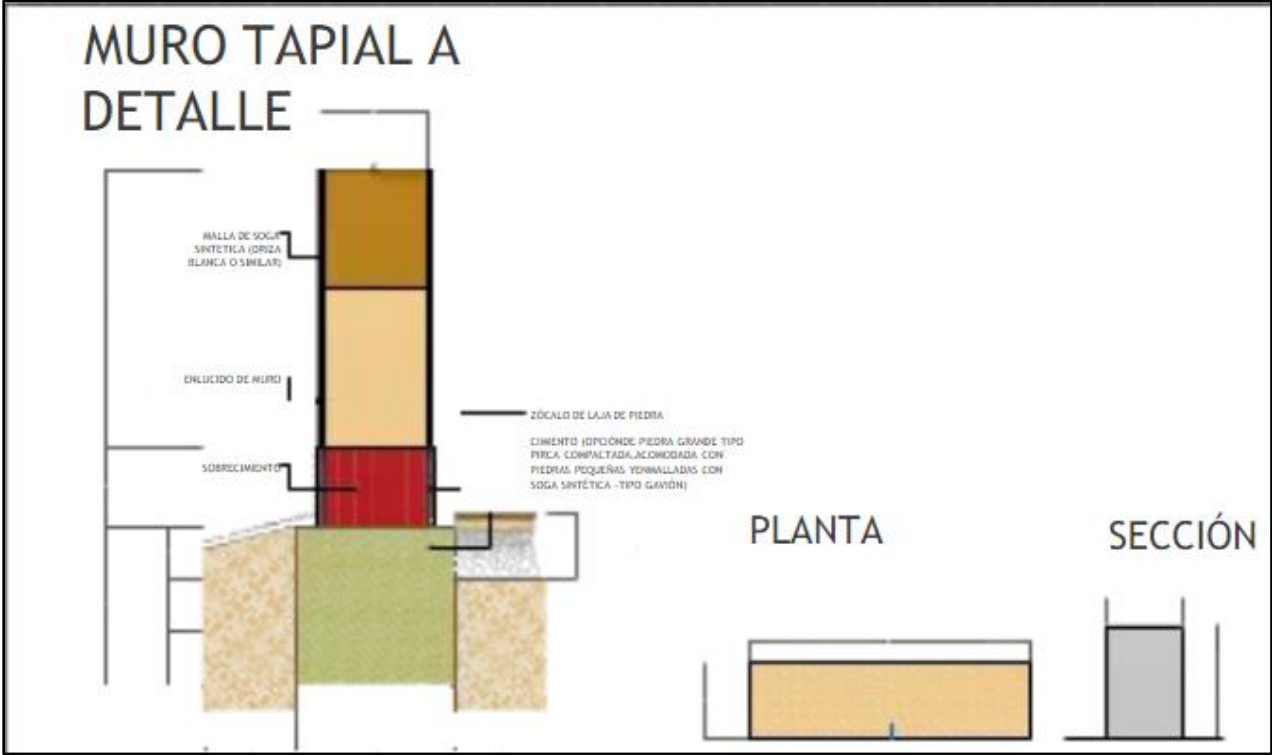 MURO TAPIAL A
DETALLE
MALLA DE SOGA
SINTETICA (DRIZA
BLANCA O SIMILAR)
ENLUCIDO DE MURO
SOBRECIMIENTO
ZÓCALO DE LAJA DE PIEDRA
CIMIENTO (OPCIÓNDE PIEDRA GRANDE TIPO
PIRCA COMPACTADA,ACOMODADA CON
PIEDRAS PEQUEÑAS YENMALLADAS CON
SOGA SINTÉTICA -TIPO GAVIÓN)
PLANTA
SECCIÓN